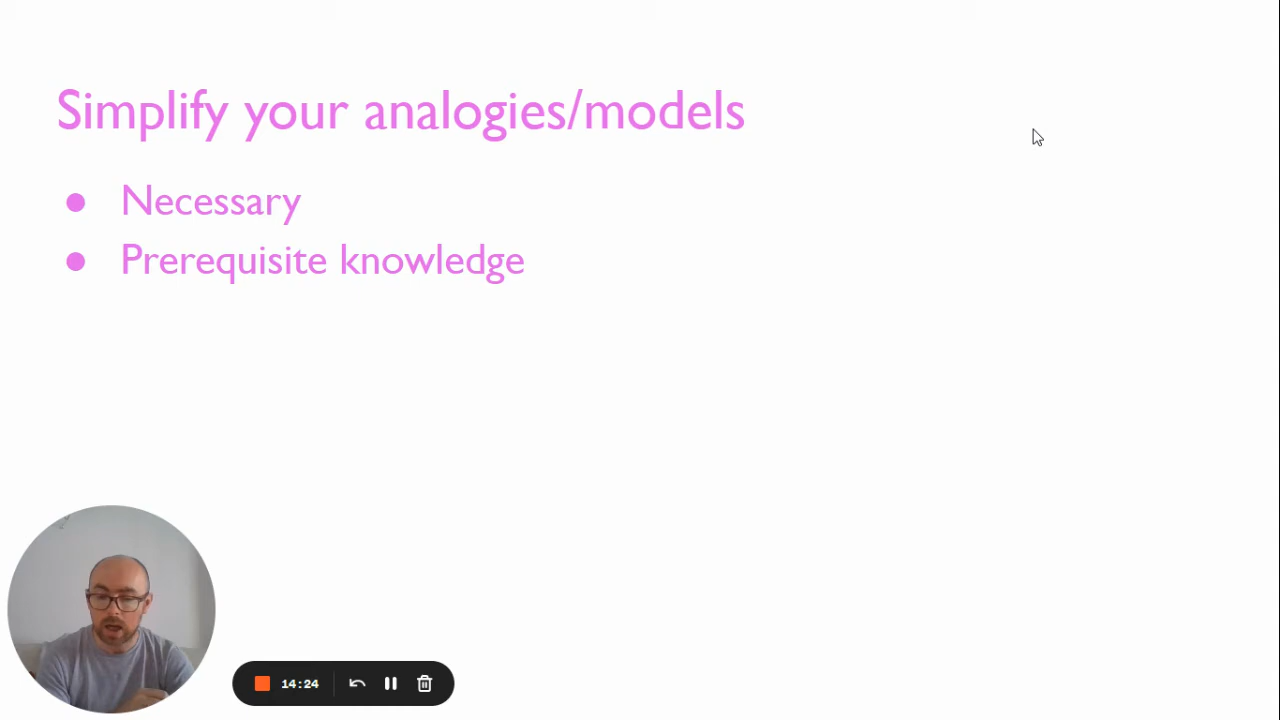 Simplify your analogies/models
● Necessary
● Prerequisite knowledge
14:24